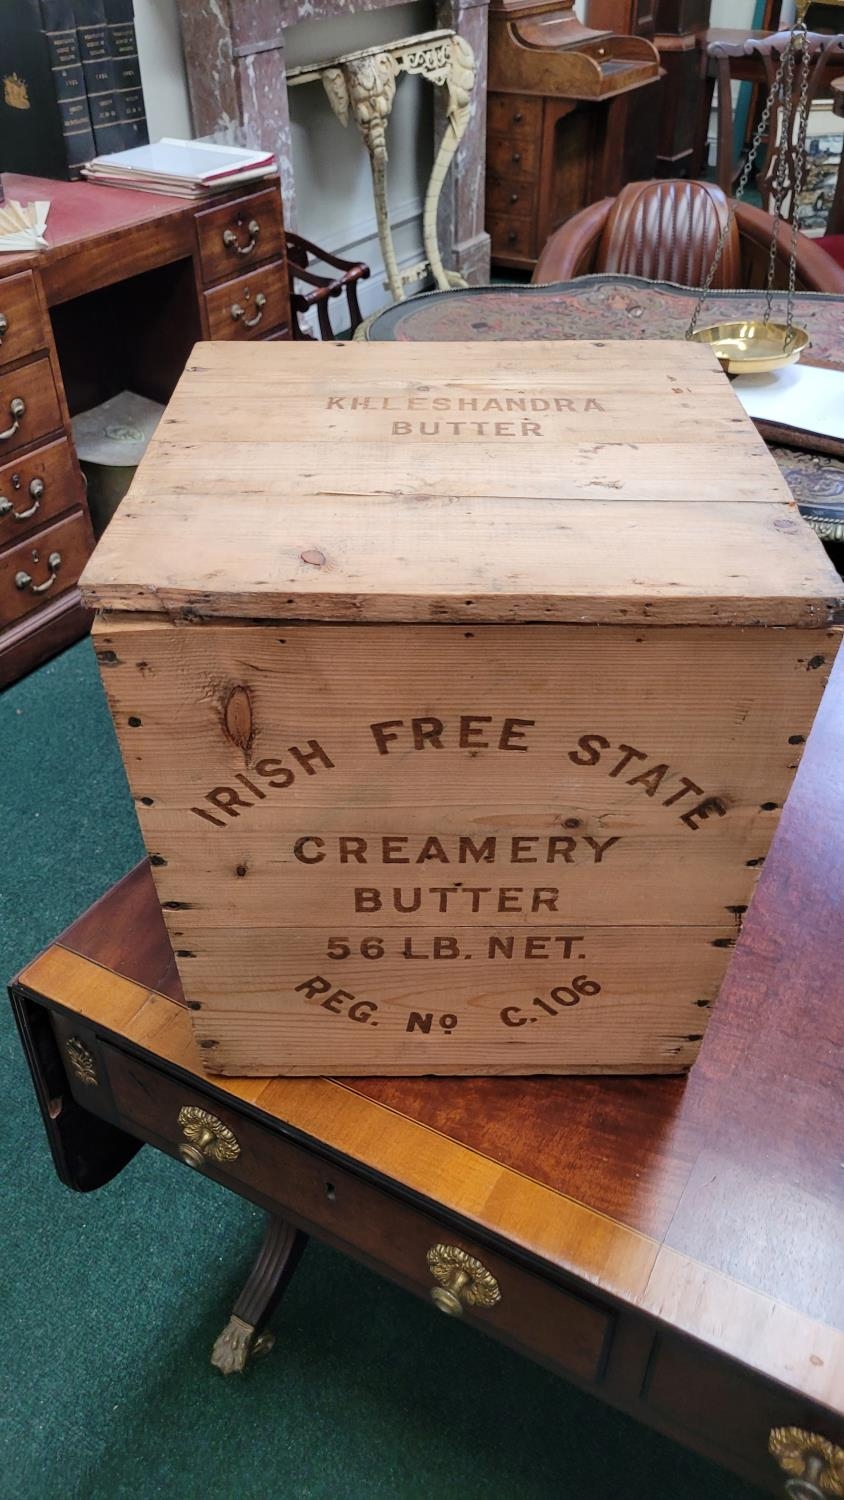 KILLESHANDRA
BUTTER
IRISH FREE STATE
CREAMERY
BUTTER
56 LB. NET.
REG. No C.106